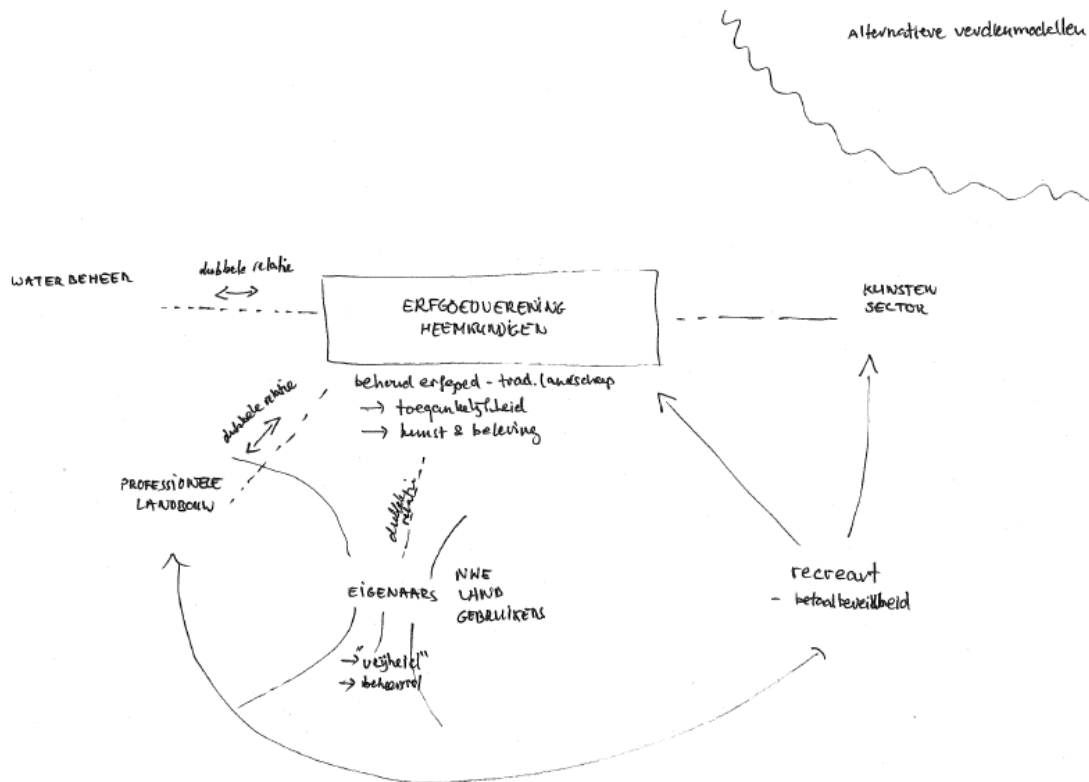 Alternatieve verdienmodellen
WATERBEHEER
dubbele relatie
ERFGOEDVERENING
HEEMKUNDIGEN
KUNSTEN
SECTOR
behoud erfgoed - trad. landschap
→ toegankelijkheid
→ kunst & beleving
dubbele relatie
PROFESSIONELE
LANDBOUW
dubbele
relatie
EIGENAARS
NWE
LAND
GEBRUIKERS
recreant
- betaalbereidheid
→ "vrijheid"
→ beheersrol